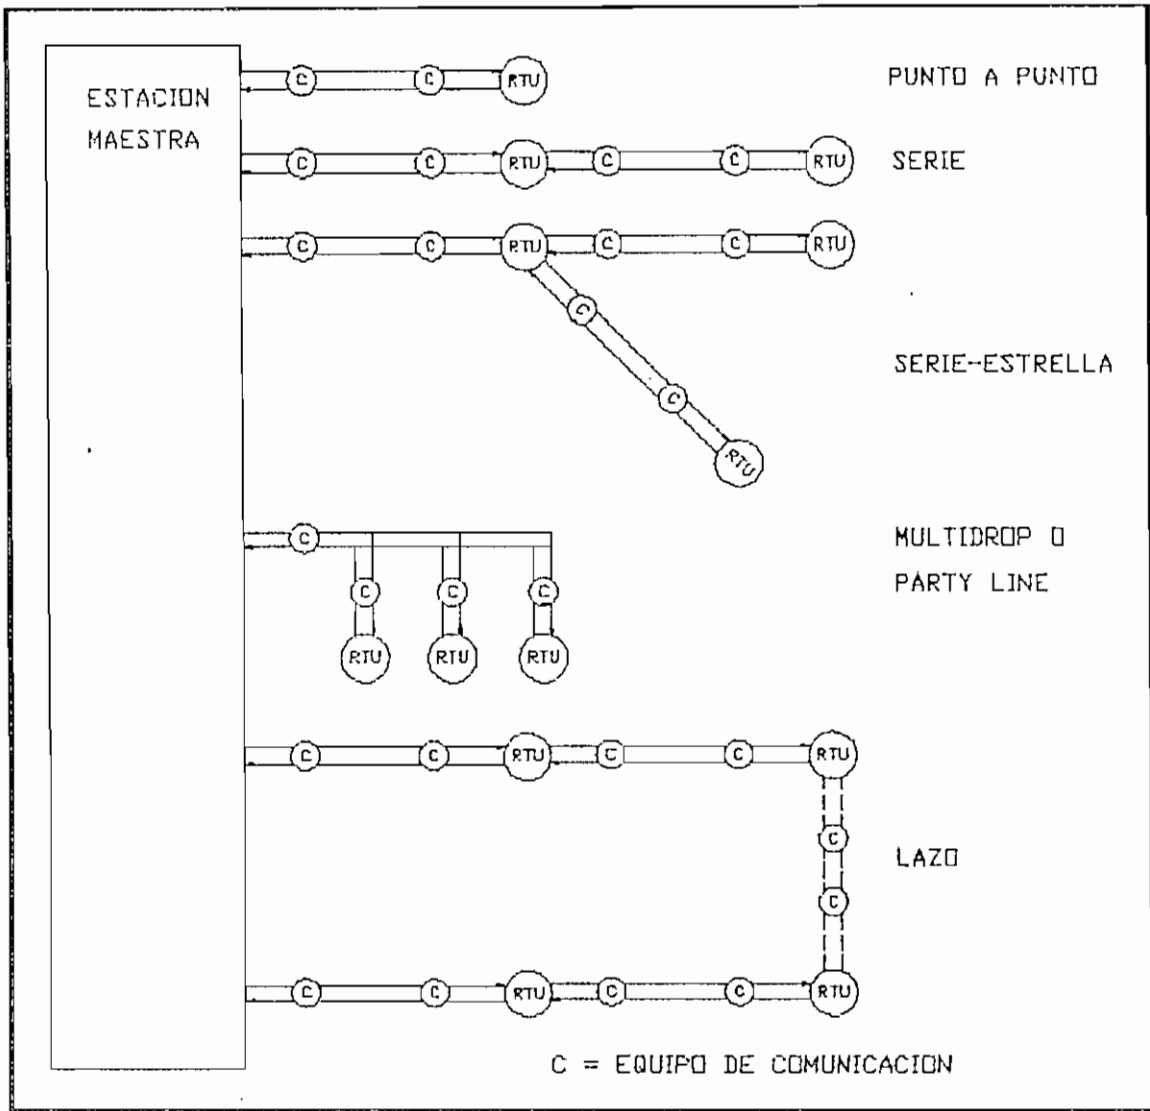 ESTACION
MAESTRA
C C RTU PUNTO A PUNTO
C C RTU C C RTU SERIE
C C RTU C C RTU
C
C
RTU
SERIE-ESTRELLA
C
MULTIDROP O
PARTY LINE
C C C
RTU RTU RTU
C C RTU C C RTU
C
C
LAZO
C C RTU C C RTU
C = EQUIPO DE COMUNICACION